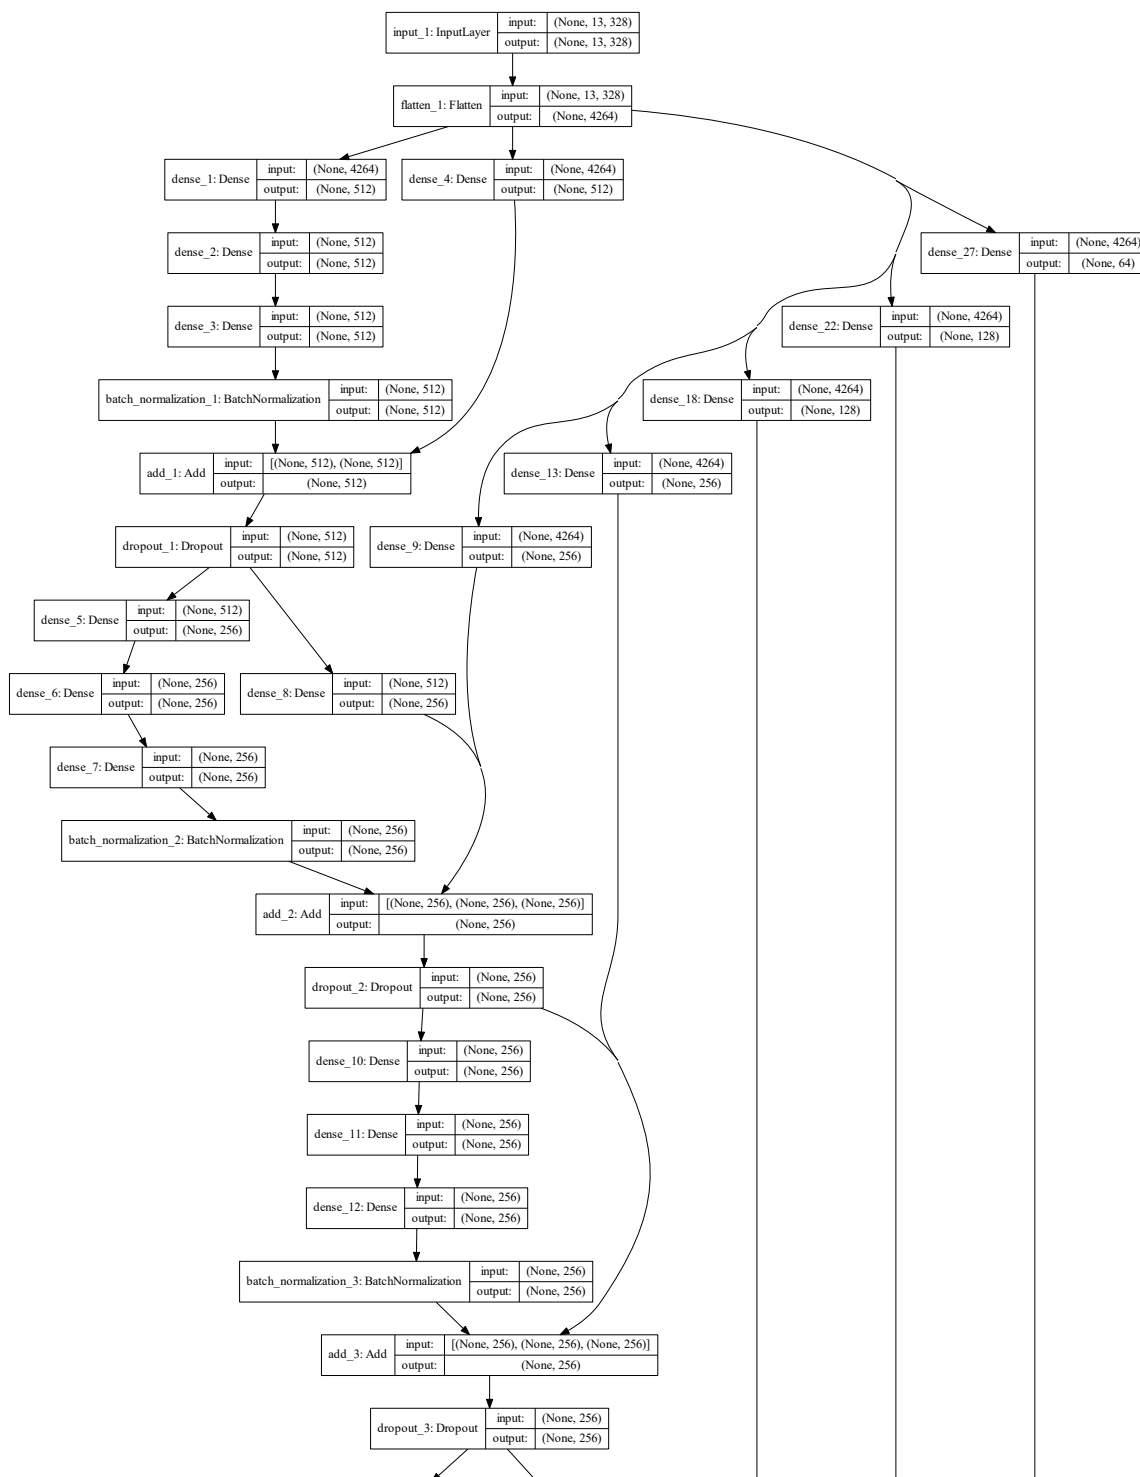 input_1: InputLayer
input: (None, 13, 328)
output: (None, 13, 328)
flatten_1: Flatten
input: (None, 13, 328)
output: (None, 4264)
dense_1: Dense
input: (None, 4264)
output: (None, 512)
dense_4: Dense
input: (None, 4264)
output: (None, 512)
dense_2: Dense
input: (None, 512)
output: (None, 512)
dense_27: Dense
input: (None, 4264)
output: (None, 64)
dense_3: Dense
input: (None, 512)
output: (None, 512)
dense_22: Dense
input: (None, 4264)
output: (None, 128)
batch_normalization_1: BatchNormalization
input: (None, 512)
output: (None, 512)
dense_18: Dense
input: (None, 4264)
output: (None, 128)
add_1: Add
input: [(None, 512), (None, 512)]
output: (None, 512)
dense_13: Dense
input: (None, 4264)
output: (None, 256)
dropout_1: Dropout
input: (None, 512)
output: (None, 512)
dense_9: Dense
input: (None, 4264)
output: (None, 256)
dense_5: Dense
input: (None, 512)
output: (None, 256)
dense_6: Dense
input: (None, 256)
output: (None, 256)
dense_8: Dense
input: (None, 512)
output: (None, 256)
dense_7: Dense
input: (None, 256)
output: (None, 256)
batch_normalization_2: BatchNormalization
input: (None, 256)
output: (None, 256)
add_2: Add
input: [(None, 256), (None, 256), (None, 256)]
output: (None, 256)
dropout_2: Dropout
input: (None, 256)
output: (None, 256)
dense_10: Dense
input: (None, 256)
output: (None, 256)
dense_11: Dense
input: (None, 256)
output: (None, 256)
dense_12: Dense
input: (None, 256)
output: (None, 256)
batch_normalization_3: BatchNormalization
input: (None, 256)
output: (None, 256)
add_3: Add
input: [(None, 256), (None, 256), (None, 256)]
output: (None, 256)
dropout_3: Dropout
input: (None, 256)
output: (None, 256)